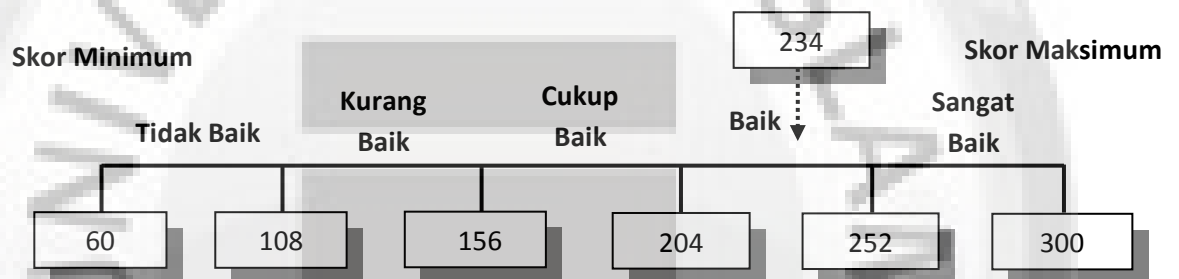 234
Skor Minimum
Skor Maksimum
Kurang
Baik
Cukup
Baik
Sangat
Baik
Tidak Baik
Baik
60
108
156
204
252
300